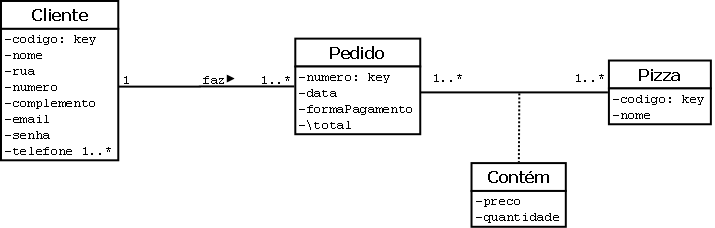 Cliente
-codigo: key
-nome
-rua
-numero
-complemento
-email
-senha
-telefone 1..*
1
faz
1..*
Pedido
-numero: key
-data
-formaPagamento
-\total
1..*
1..*
Pizza
-codigo: key
-nome
Contém
-preco
-quantidade